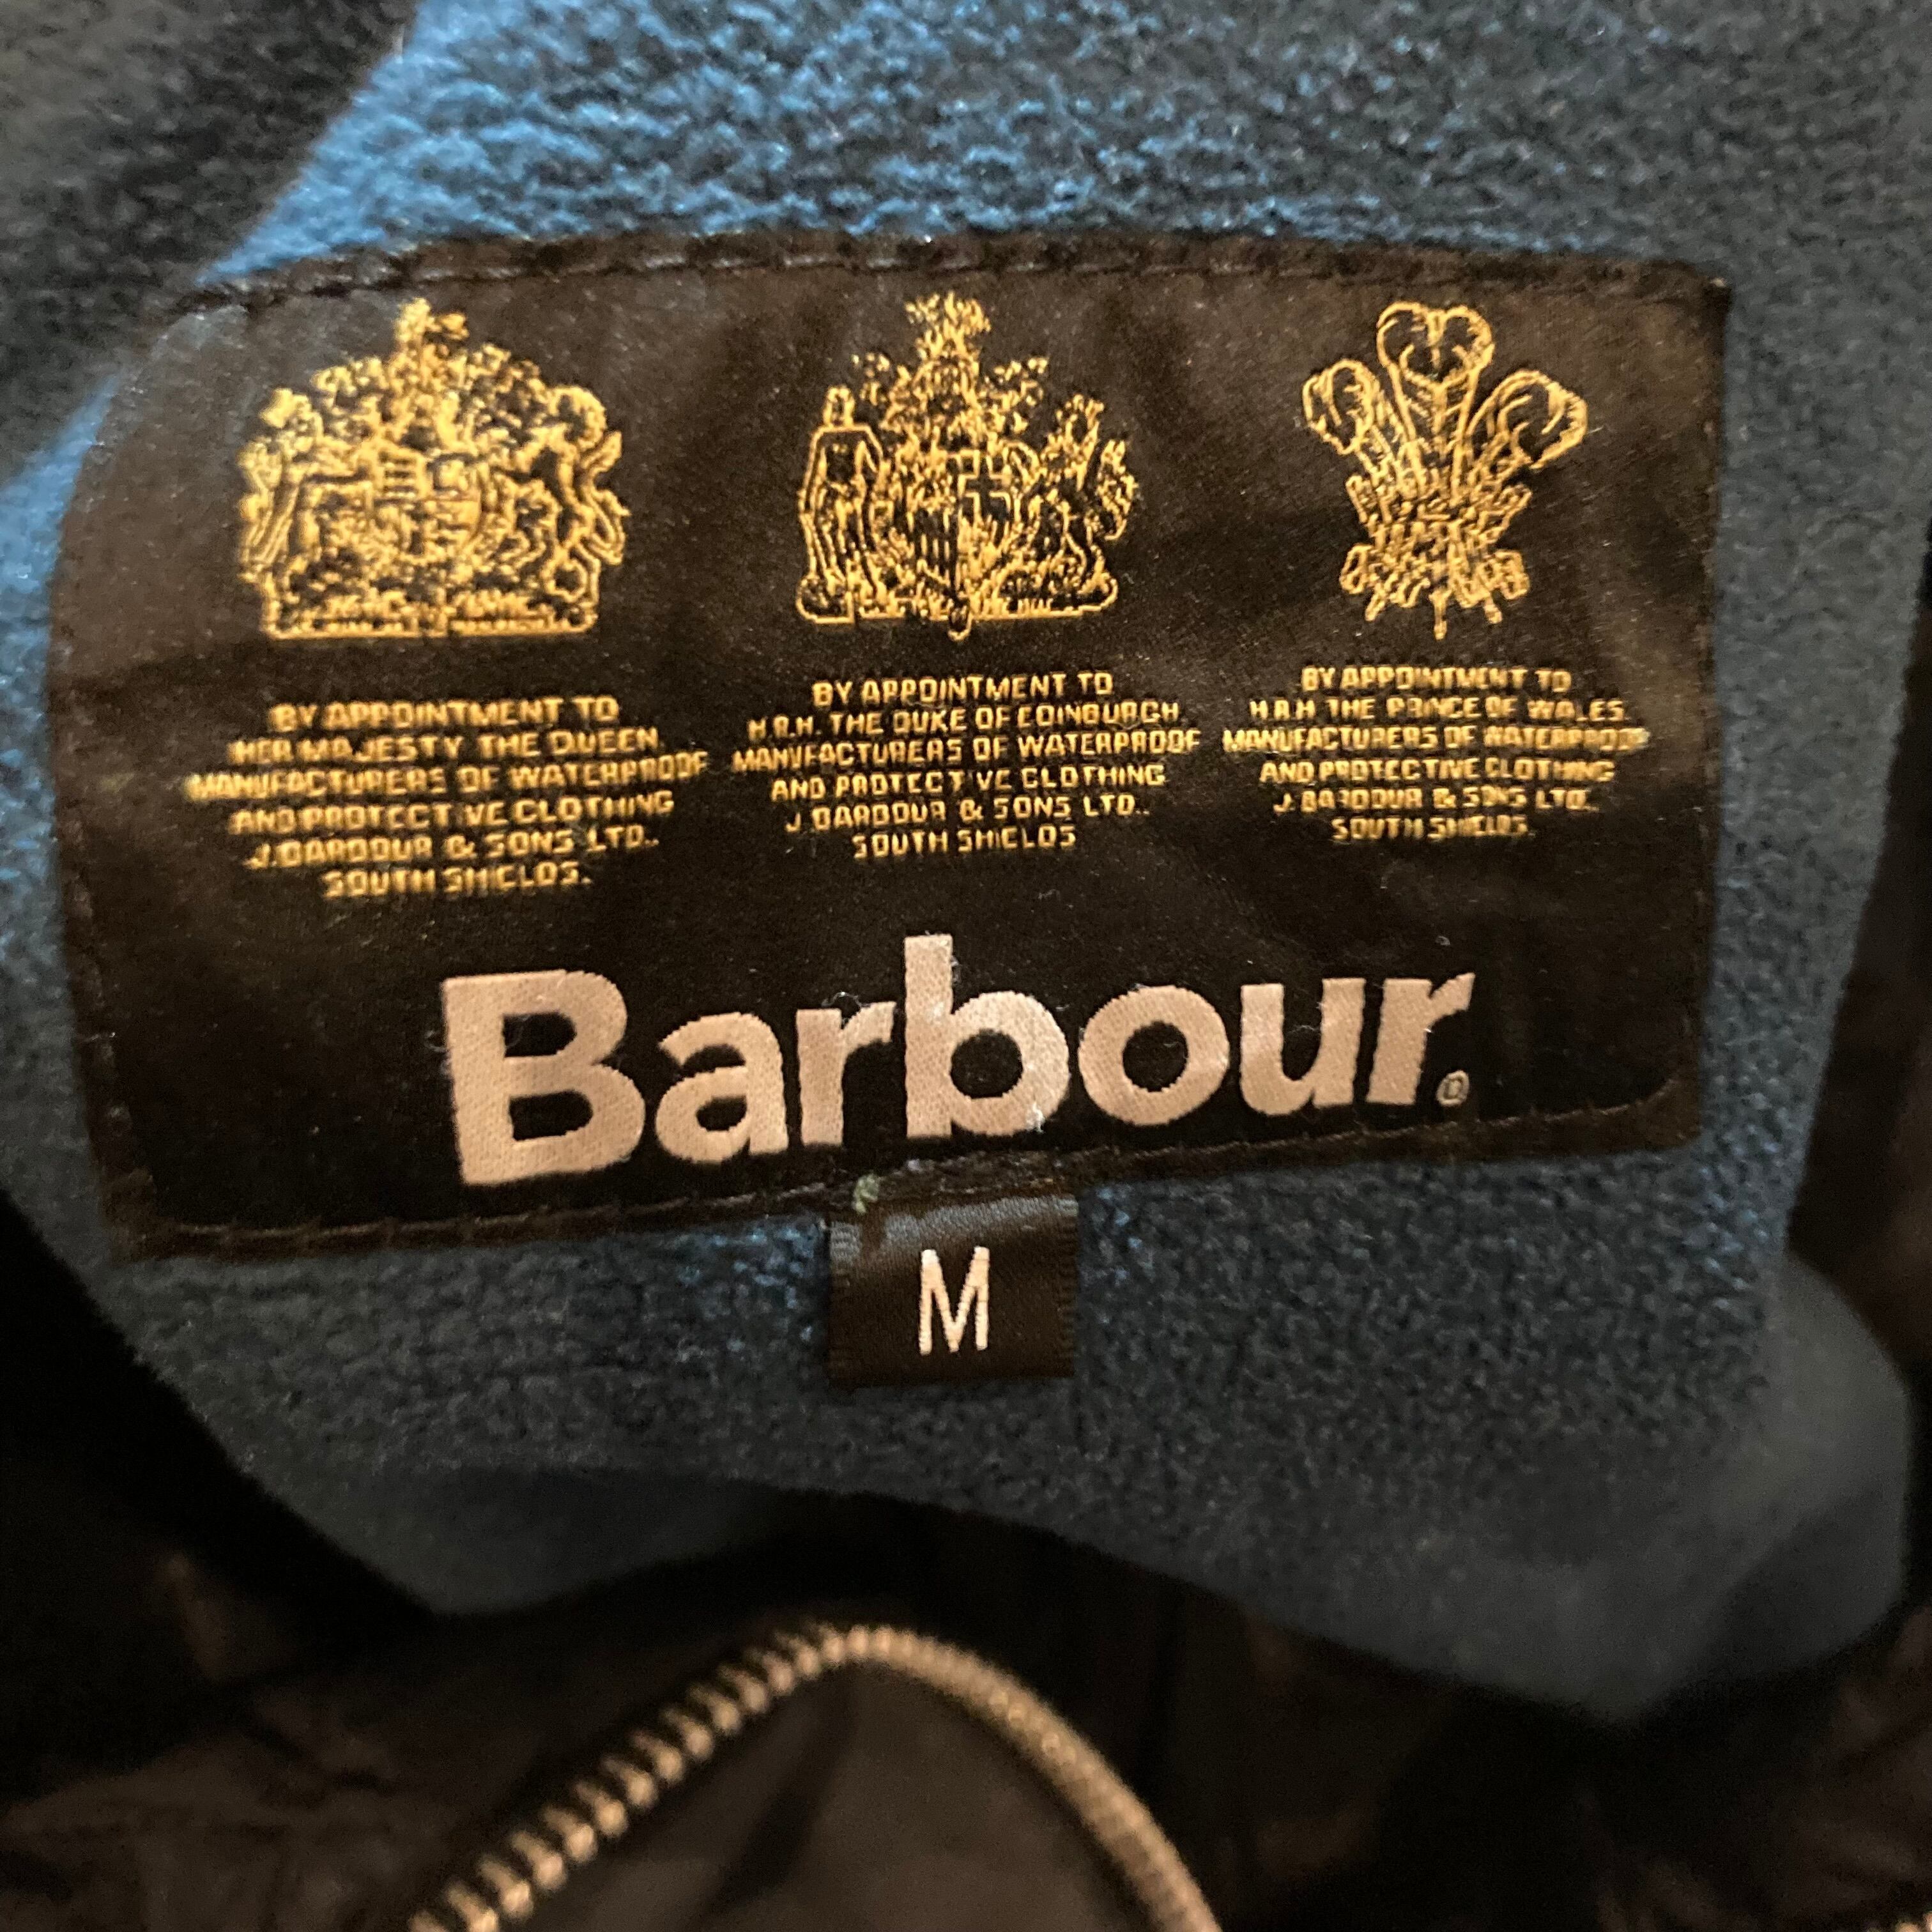 BY APPOINTMENT TO
HER MAJESTY THE QUEEN
MANUFACTURERS OF WATERPROOF
AND PROTECTIVE CLOTHING
J. BARBOUR & SONS LTD..
SOUTH SHIELDS.
BY APPOINTMENT TO
H.R.H. THE DUKE OF EDINBURGH
MANUFACTURERS OF WATERPROOF
AND PROTECTIVE CLOTHING
J BARBOUR & SONS LTD..
SOUTH SHIELDS
BY APPOINTMENT TO
H.R.H THE PRINCE OF WALES.
MANUFACTURERS OF WATERPROOF
AND PROTECTIVE CLOTHING
J. BARBOUR & SONS LTD.
SOUTH SHIELDS.
Barbour.
M